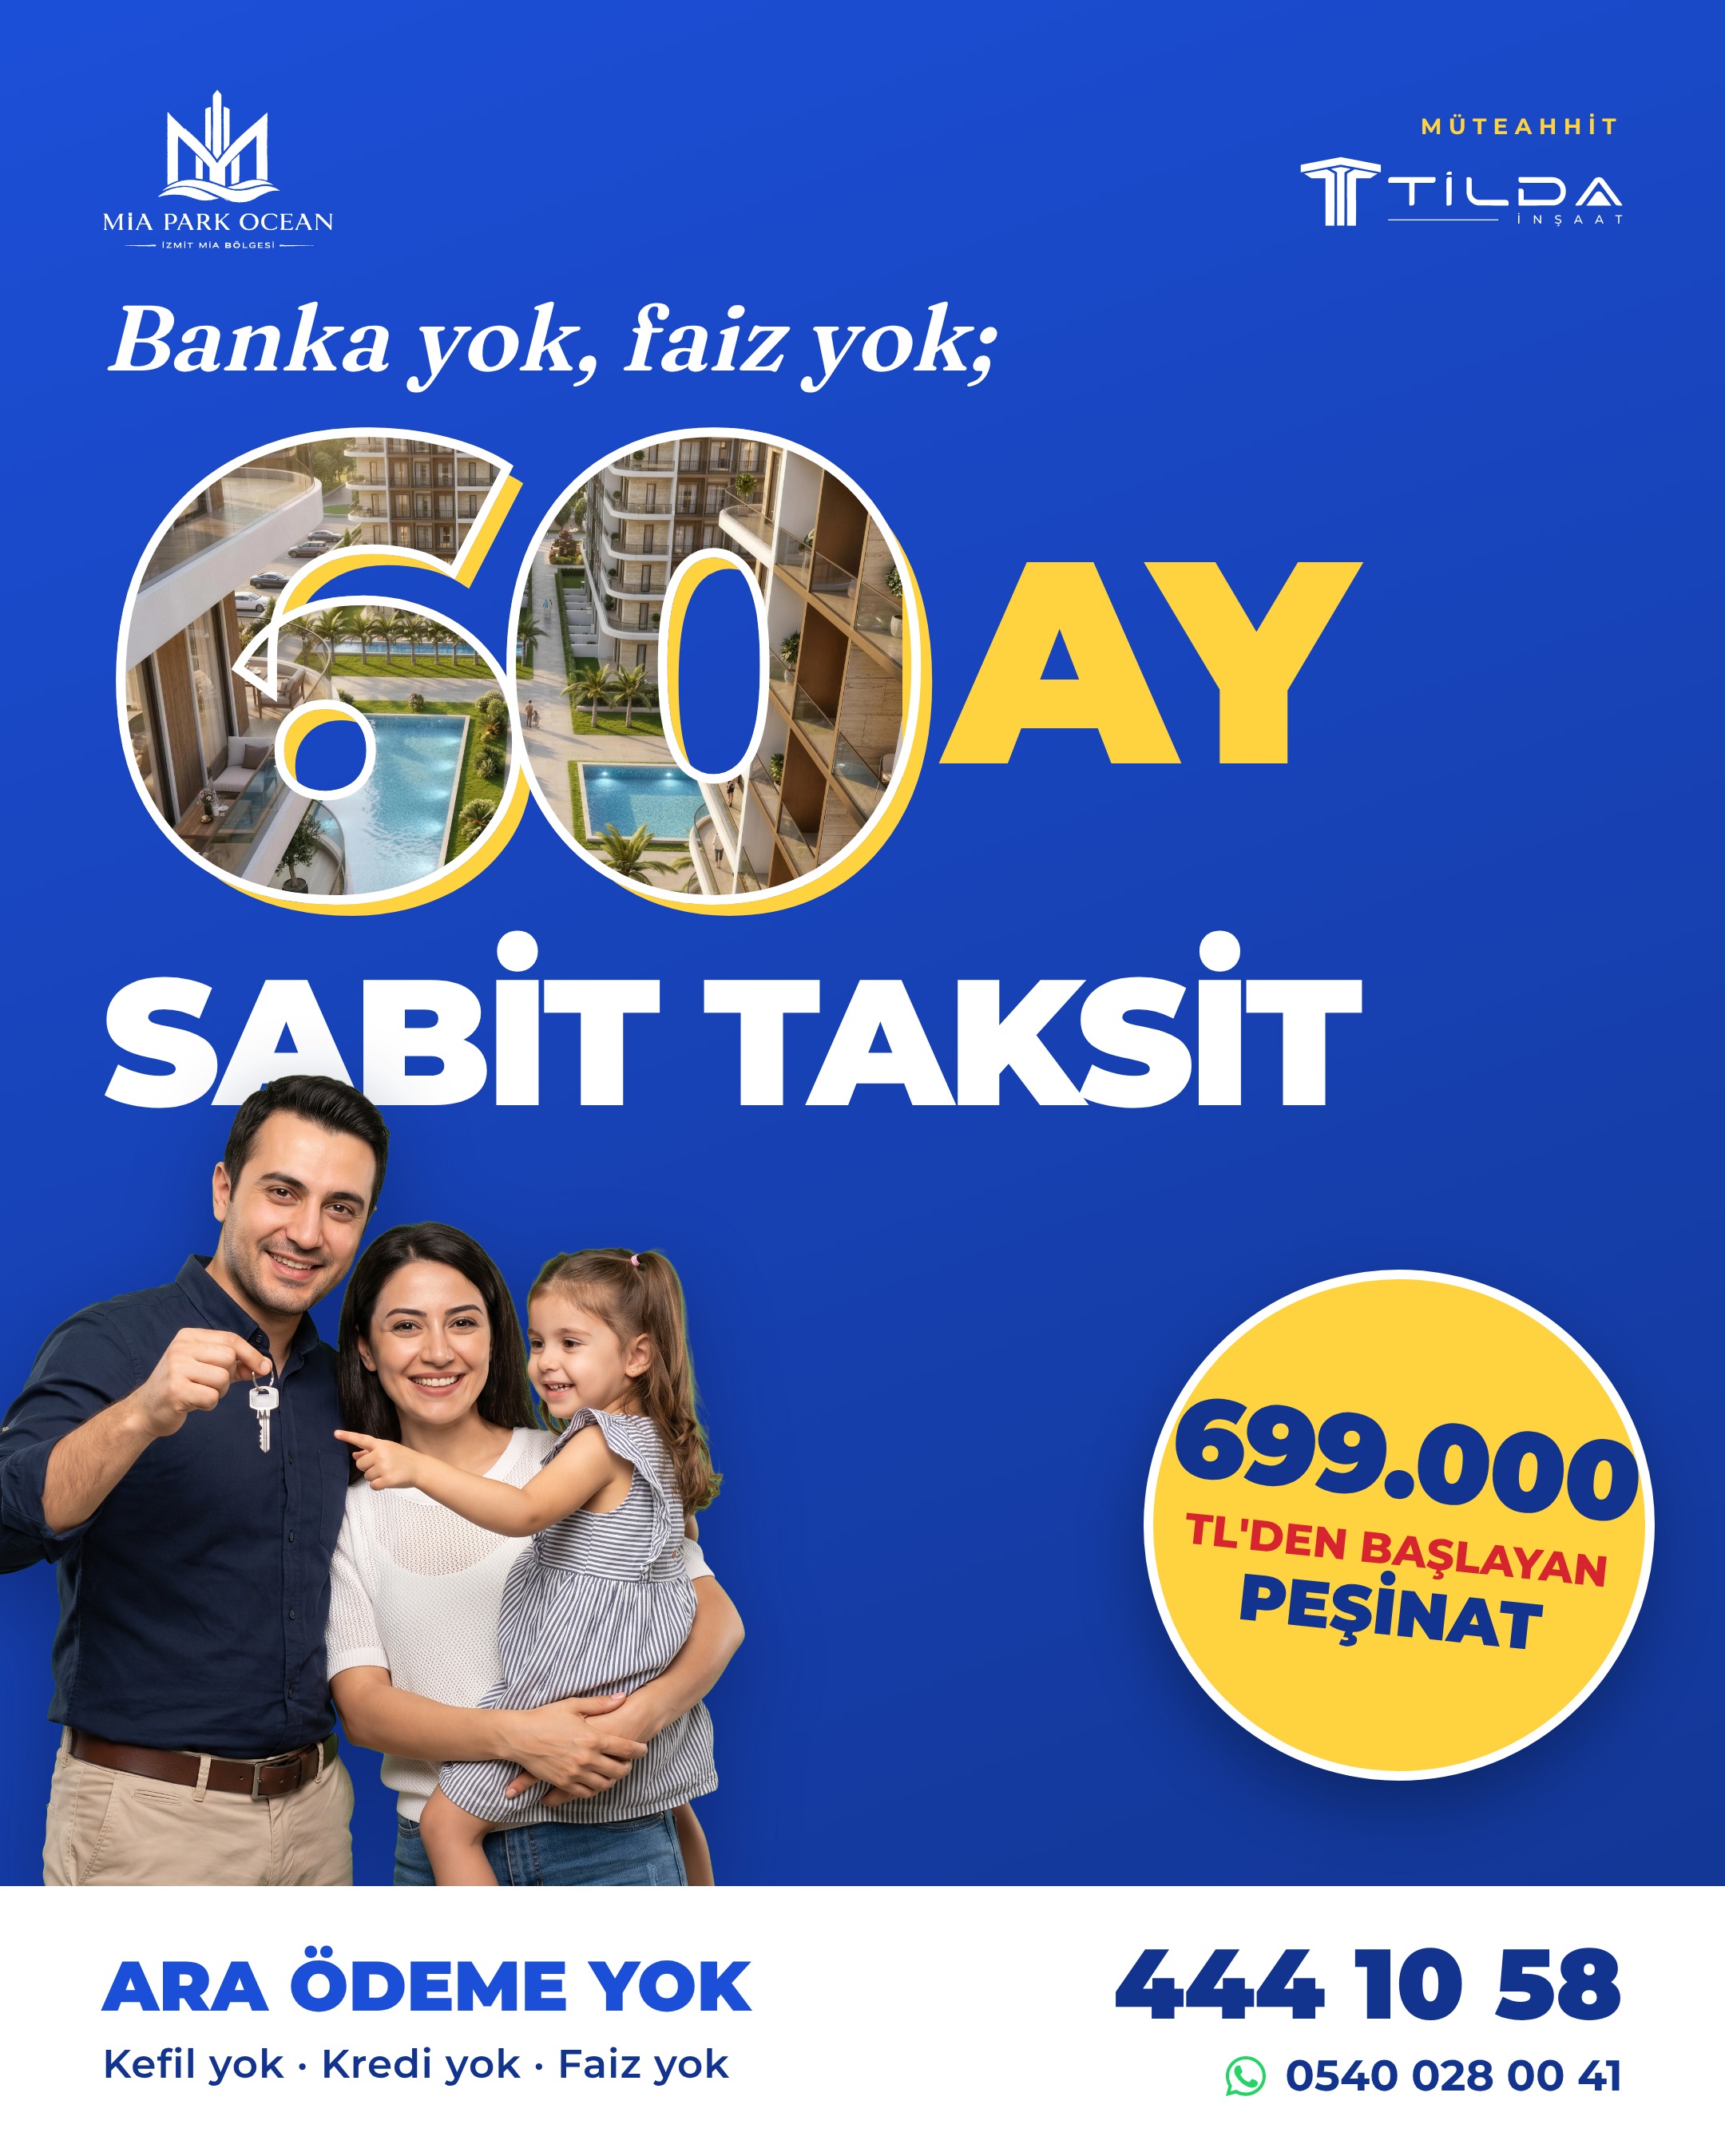 MİA PARK OCEAN
İZMİT MİA BÖLGESİ
MÜTEAHHİT
TİLDA
İNŞAAT
Banka yok, faiz yok;
60 AY
SABİT TAKSİT
699.000
TL'DEN BAŞLAYAN
PEŞİNAT
ARA ÖDEME YOK
Kefil yok · Kredi yok · Faiz yok
444 10 58
0540 028 00 41